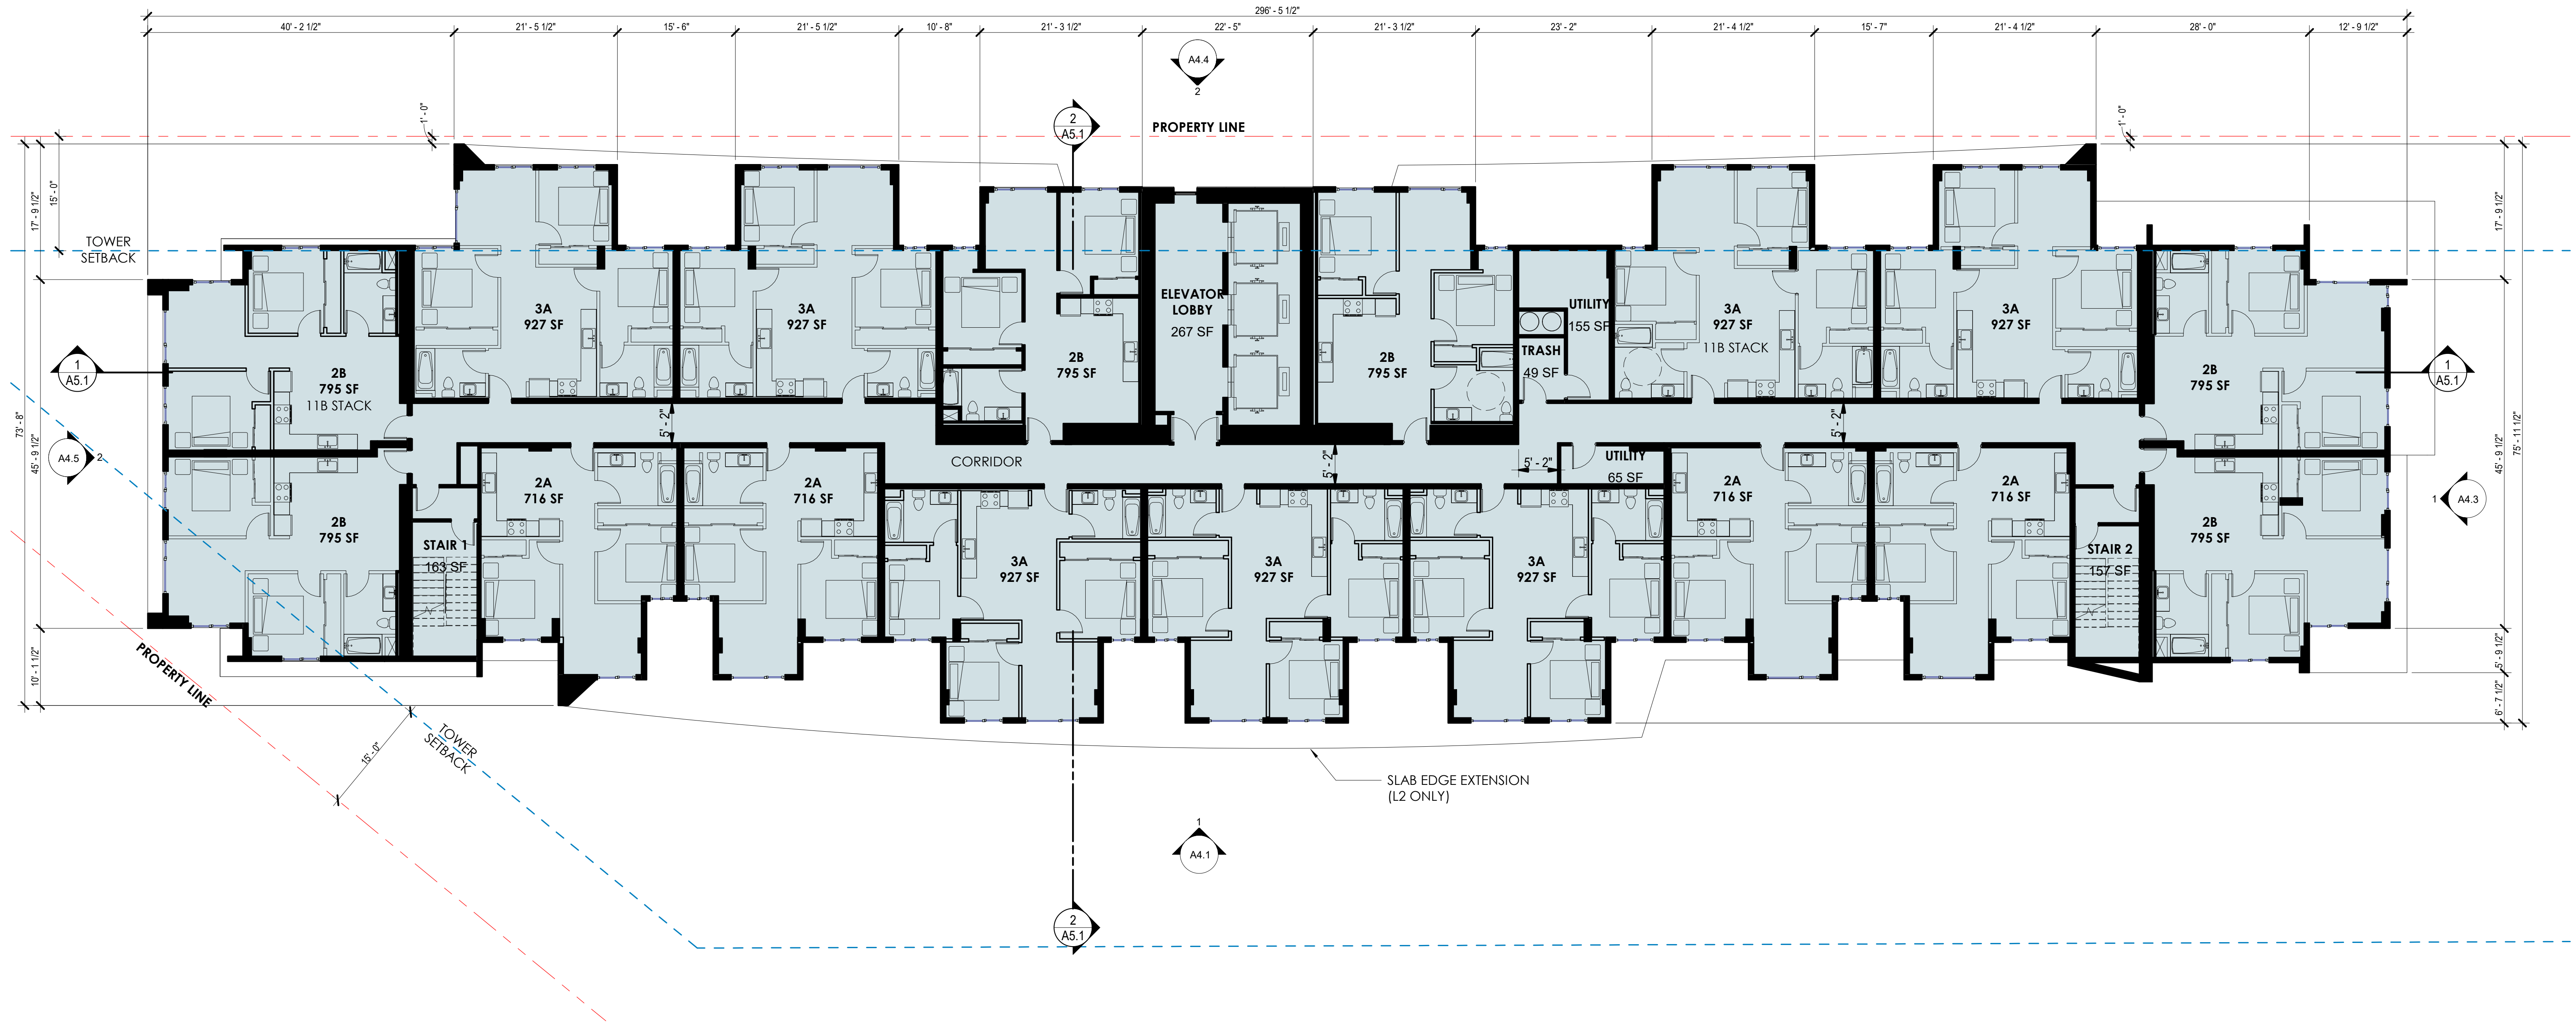 296' - 5 1/2"
40' - 2 1/2"
21' - 5 1/2"
15' - 6"
21' - 5 1/2"
10' - 8"
21' - 3 1/2"
22' - 5"
21' - 3 1/2"
23' - 2"
21' - 4 1/2"
15' - 7"
21' - 4 1/2"
28' - 0"
12' - 9 1/2"
A4.4
2
1' - 0"
1' - 0"
2
A5.1
PROPERTY LINE
17' - 9 1/2"
15' - 0"
17' - 9 1/2"
TOWER
SETBACK
3A
927 SF
3A
927 SF
ELEVATOR
LOBBY
267 SF
UTILITY
155 SF
3A
927 SF
11B STACK
3A
927 SF
2B
795 SF
11B STACK
2B
795 SF
2B
795 SF
TRASH
49 SF
2B
795 SF
1
A5.1
1
A5.1
73' - 8"
45' - 9 1/2"
A4.5
2
5' - 2"
5' - 2"
5' - 2"
5' - 2"
CORRIDOR
UTILITY
65 SF
45' - 9 1/2"
75' - 11 1/2"
1
A4.3
2A
716 SF
2A
716 SF
2A
716 SF
2A
716 SF
2B
795 SF
STAIR 1
163 SF
3A
927 SF
3A
927 SF
3A
927 SF
STAIR 2
157 SF
2B
795 SF
10' - 1 1/2"
5' - 9 1/2"
6' - 7 1/2"
PROPERTY LINE
TOWER
SETBACK
15' - 0"
SLAB EDGE EXTENSION
(L2 ONLY)
1
A4.1
2
A5.1